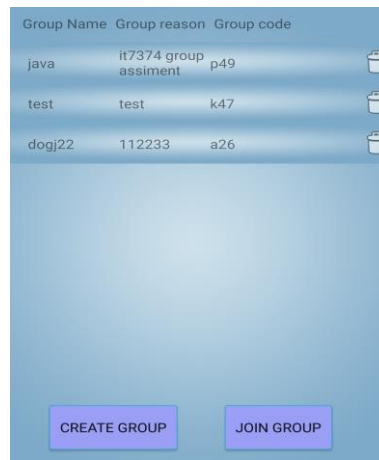 Group Name Group reason Group code
java it7374 group assiment p49
test test k47
dogj22 112233 a26
CREATE GROUP JOIN GROUP